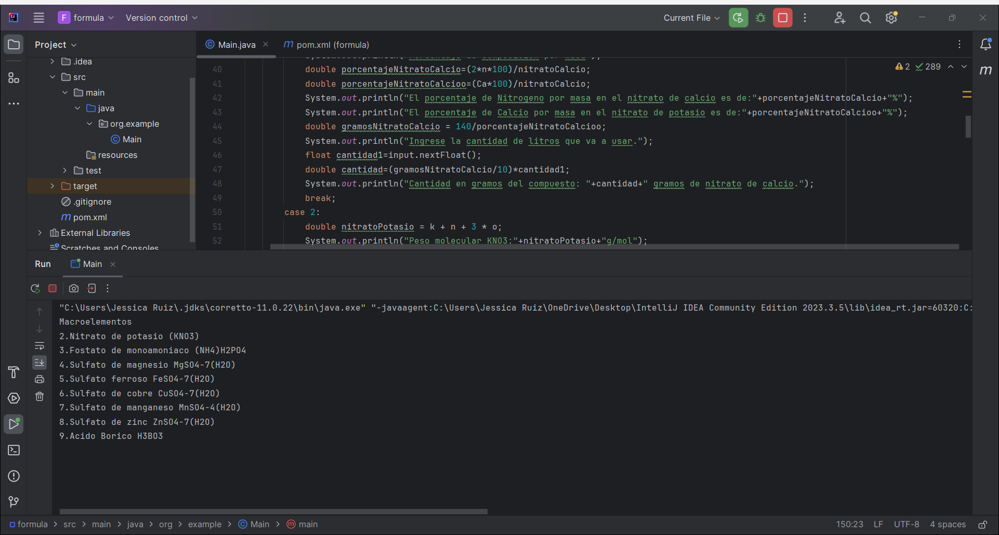 F formula Version control Current File
Project
Main.java
pom.xml (formula)
.idea
src
main
java
org.example
Main
resources
test
target
.gitignore
pom.xml
External Libraries
Scratches and Consoles
2 289
40 double porcentajeNitratoCalcio=(2*n*100)/nitratoCalcio;
41 double porcentajeNitratoCalcioo=(Ca*100)/nitratoCalcio;
42 System.out.println("El porcentaje de Nitrogeno por masa en el nitrato de calcio es de:"+porcentajeNitratoCalcio+"%");
43 System.out.println("El porcentaje de Calcio por masa en el nitrato de potasio es de:"+porcentajeNitratoCalcioo+"%");
44 double gramosNitratoCalcio = 140/porcentajeNitratoCalcioo;
45 System.out.println("Ingrese la cantidad de litros que va a usar.");
46 float cantidad1=input.nextFloat();
47 double cantidad=(gramosNitratoCalcio/10)*cantidad1;
48 System.out.println("Cantidad en gramos del compuesto: "+cantidad+" gramos de nitrato de calcio.");
49 break;
50 case 2:
51 double nitratoPotasio = k + n + 3 * o;
52 System.out.println("Peso molecular KNO3:"+nitratoPotasio+"g/mol");
Run Main
"C:\Users\Jessica Ruiz\.jdks\corretto-11.0.22\bin\java.exe" "-javaagent:C:\Users\Jessica Ruiz\OneDrive\Desktop\IntelliJ IDEA Community Edition 2023.3.5\lib\idea_rt.jar=60320:C:
Macroelementos
2.Nitrato de potasio (KNO3)
3.Fostato de monoamoniaco (NH4)H2PO4
4.Sulfato de magnesio MgSO4-7(H2O)
5.Sulfato ferroso FeSO4-7(H2O)
6.Sulfato de cobre CuSO4-7(H2O)
7.Sulfato de manganeso MnSO4-4(H2O)
8.Sulfato de zinc ZnSO4-7(H2O)
9.Acido Borico H3BO3
formula > src > main > java > org > example > Main > main
150:23 LF UTF-8 4 spaces